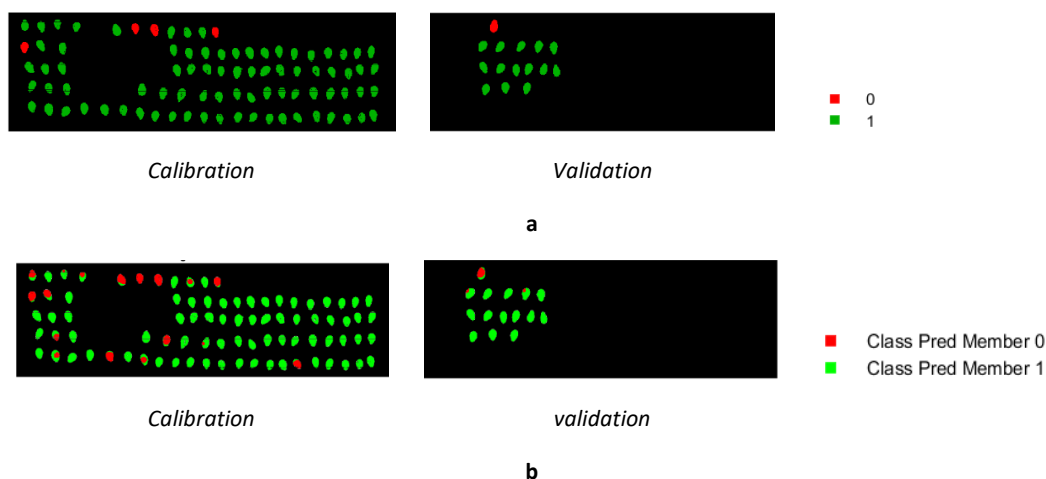 0
1
Calibration
Validation
a
Class Pred Member 0
Class Pred Member 1
Calibration
validation
b